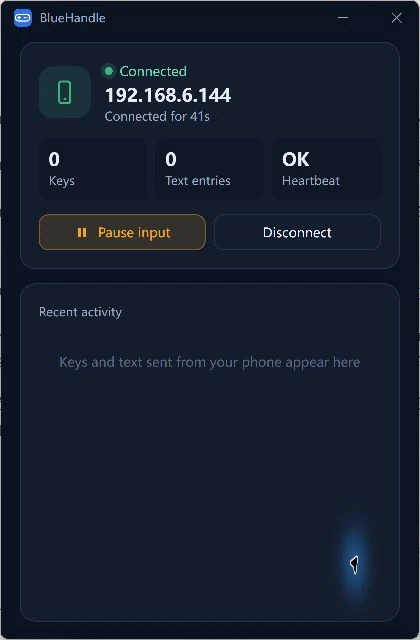 BlueHandle
Connected
192.168.6.144
Connected for 41s
0
Keys
0
Text entries
OK
Heartbeat
Pause input
Disconnect
Recent activity
Keys and text sent from your phone appear here